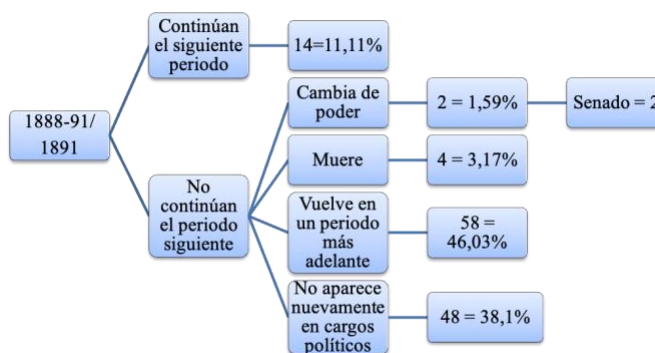 1888-91/
1891
Continúan
el siguiente
periodo
14=11,11%
No
continúan
el periodo
siguiente
Cambia de
poder
2 = 1,59%
Senado = 2
Muere
4 = 3,17%
Vuelve en
un periodo
más
adelante
58 =
46,03%
No aparece
nuevamente
en cargos
políticos
48 = 38,1%